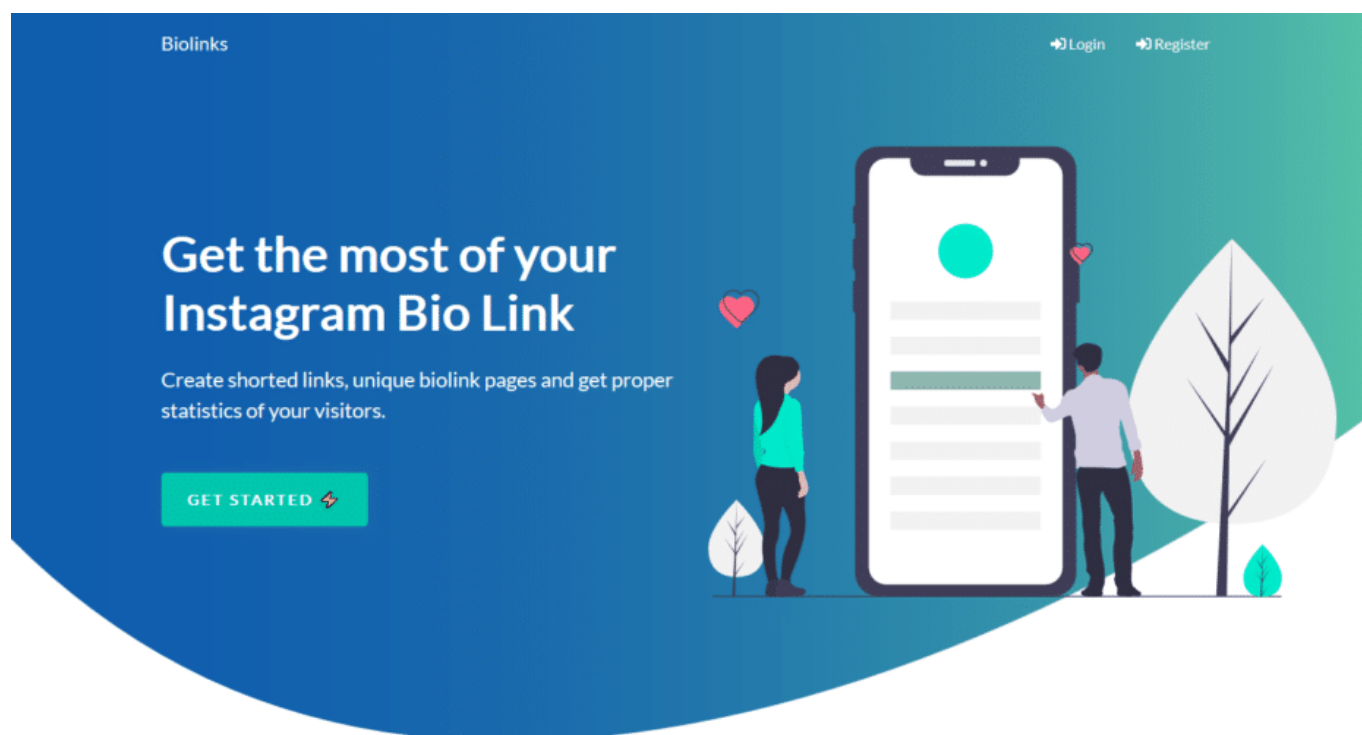 Biolinks
Login
Register
Get the most of your
Instagram Bio Link
Create shorted links, unique biolink pages and get proper
statistics of your visitors.
GET STARTED ⚡